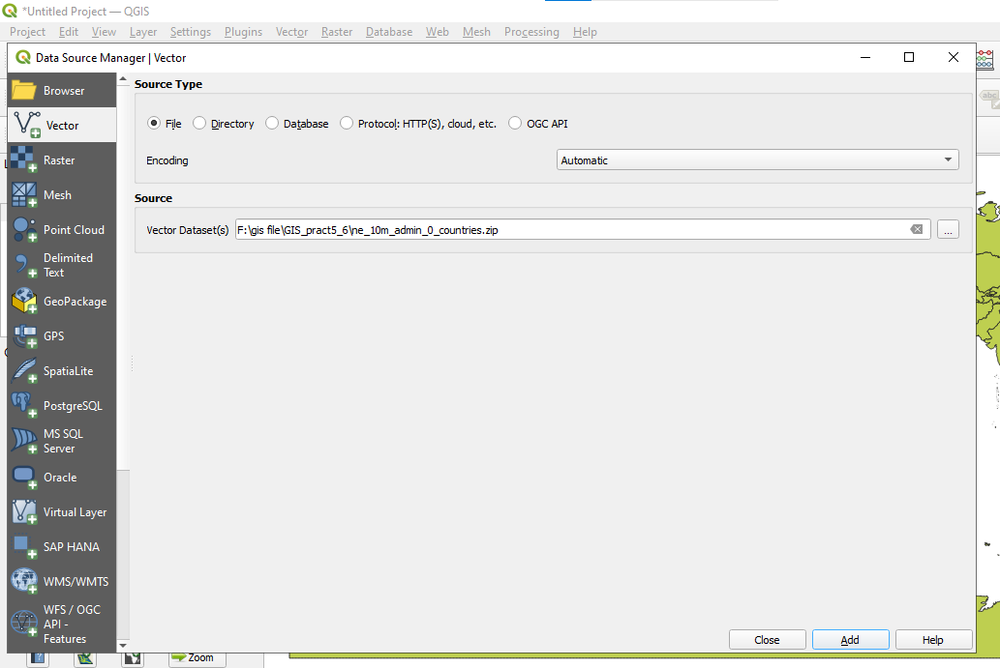 *Untitled Project — QGIS
Project Edit View Layer Settings Plugins Vector Raster Database Web Mesh Processing Help
Data Source Manager | Vector
Browser
Vector
Raster
Mesh
Point Cloud
Delimited
Text
GeoPackage
GPS
SpatiaLite
PostgreSQL
MS SQL
Server
Oracle
Virtual Layer
SAP HANA
WMS/WMTS
WFS / OGC
API -
Features
Source Type
File Directory Database Protocol: HTTP(S), cloud, etc. OGC API
Encoding Automatic
Source
Vector Dataset(s) F:\gis file\GIS_pract5_6\ne_10m_admin_0_countries.zip ...
Close Add Help
abc
Zoom